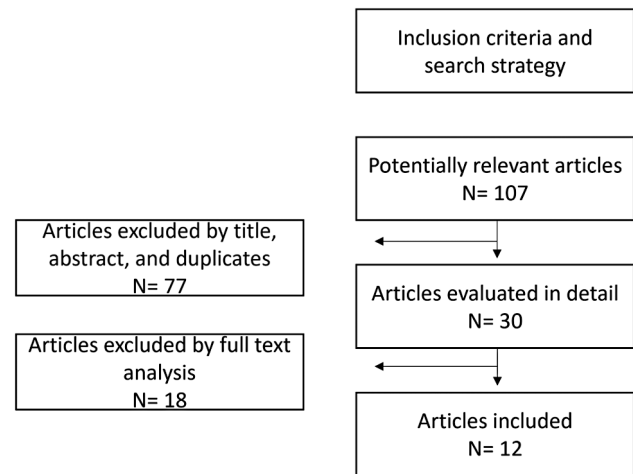 Inclusion criteria and
search strategy
Potentially relevant articles
N= 107
Articles excluded by title,
abstract, and duplicates
N= 77
Articles evaluated in detail
N= 30
Articles excluded by full text
analysis
N= 18
Articles included
N= 12